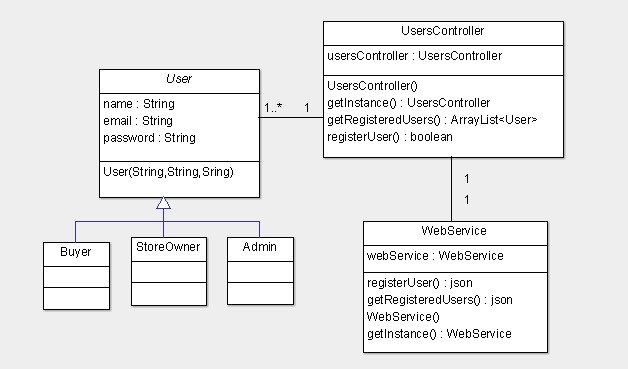 UsersController
usersController : UsersController
UsersController()
getInstance() : UsersController
getRegisteredUsers() : ArrayList<User>
registerUser() : boolean
User
name : String
email : String
password : String
User(String,String,Sring)
1..*
1
1
1
Buyer
StoreOwner
Admin
WebService
webService : WebService
registerUser() : json
getRegisteredUsers() : json
WebService()
getInstance() : WebService